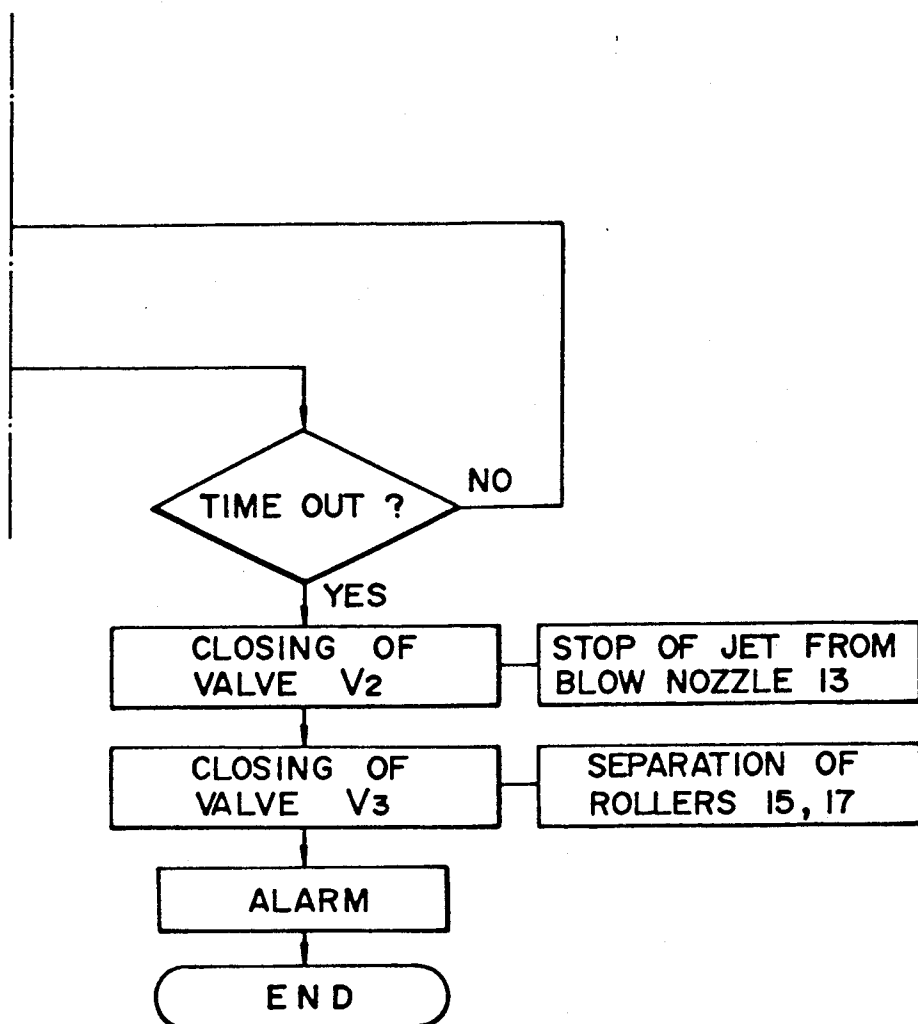 TIME OUT ?
NO
YES
CLOSING OF
VALVE V2
STOP OF JET FROM
BLOW NOZZLE 13
CLOSING OF
VALVE V3
SEPARATION OF
ROLLERS 15, 17
ALARM
END